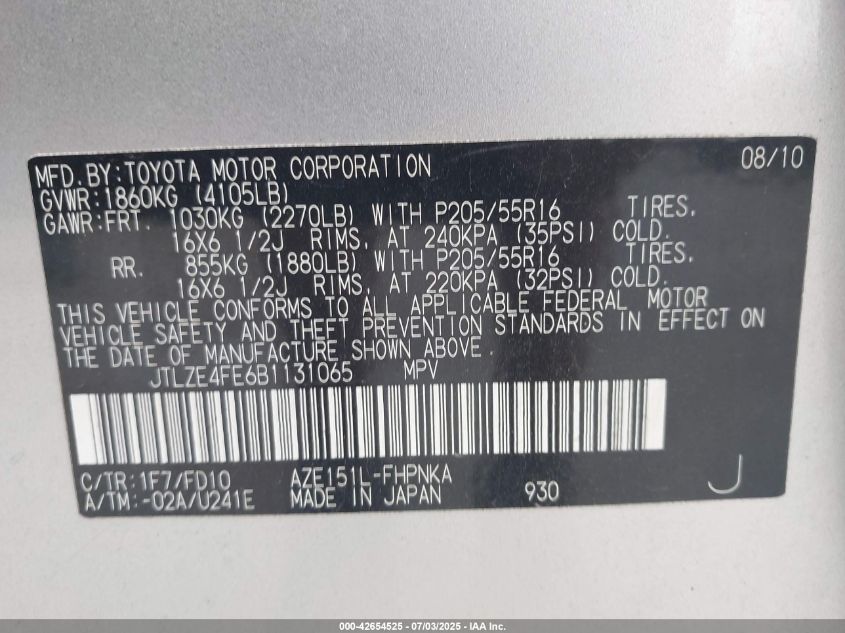 MFD. BY: TOYOTA MOTOR CORPORATION 08/10
GVWR: 1860KG (4105LB)
GAWR: FRT. 1030KG (2270LB) WITH P205/55R16 TIRES.
16X6 1/2J RIMS, AT 240KPA (35PSI) COLD.
RR. 855KG (1880LB) WITH P205/55R16 TIRES.
16X6 1/2J RIMS, AT 220KPA (32PSI) COLD.
THIS VEHICLE CONFORMS TO ALL APPLICABLE FEDERAL MOTOR
VEHICLE SAFETY AND THEFT PREVENTION STANDARDS IN EFFECT ON
THE DATE OF MANUFACTURE SHOWN ABOVE.
JTLZE4FE6B1131065 MPV
C/TR: 1F7/FD10 AZE151L-FHPNKA
A/TM: -02A/U241E MADE IN JAPAN 930 J
000-42654525 - 07/03/2025 - IAA Inc.